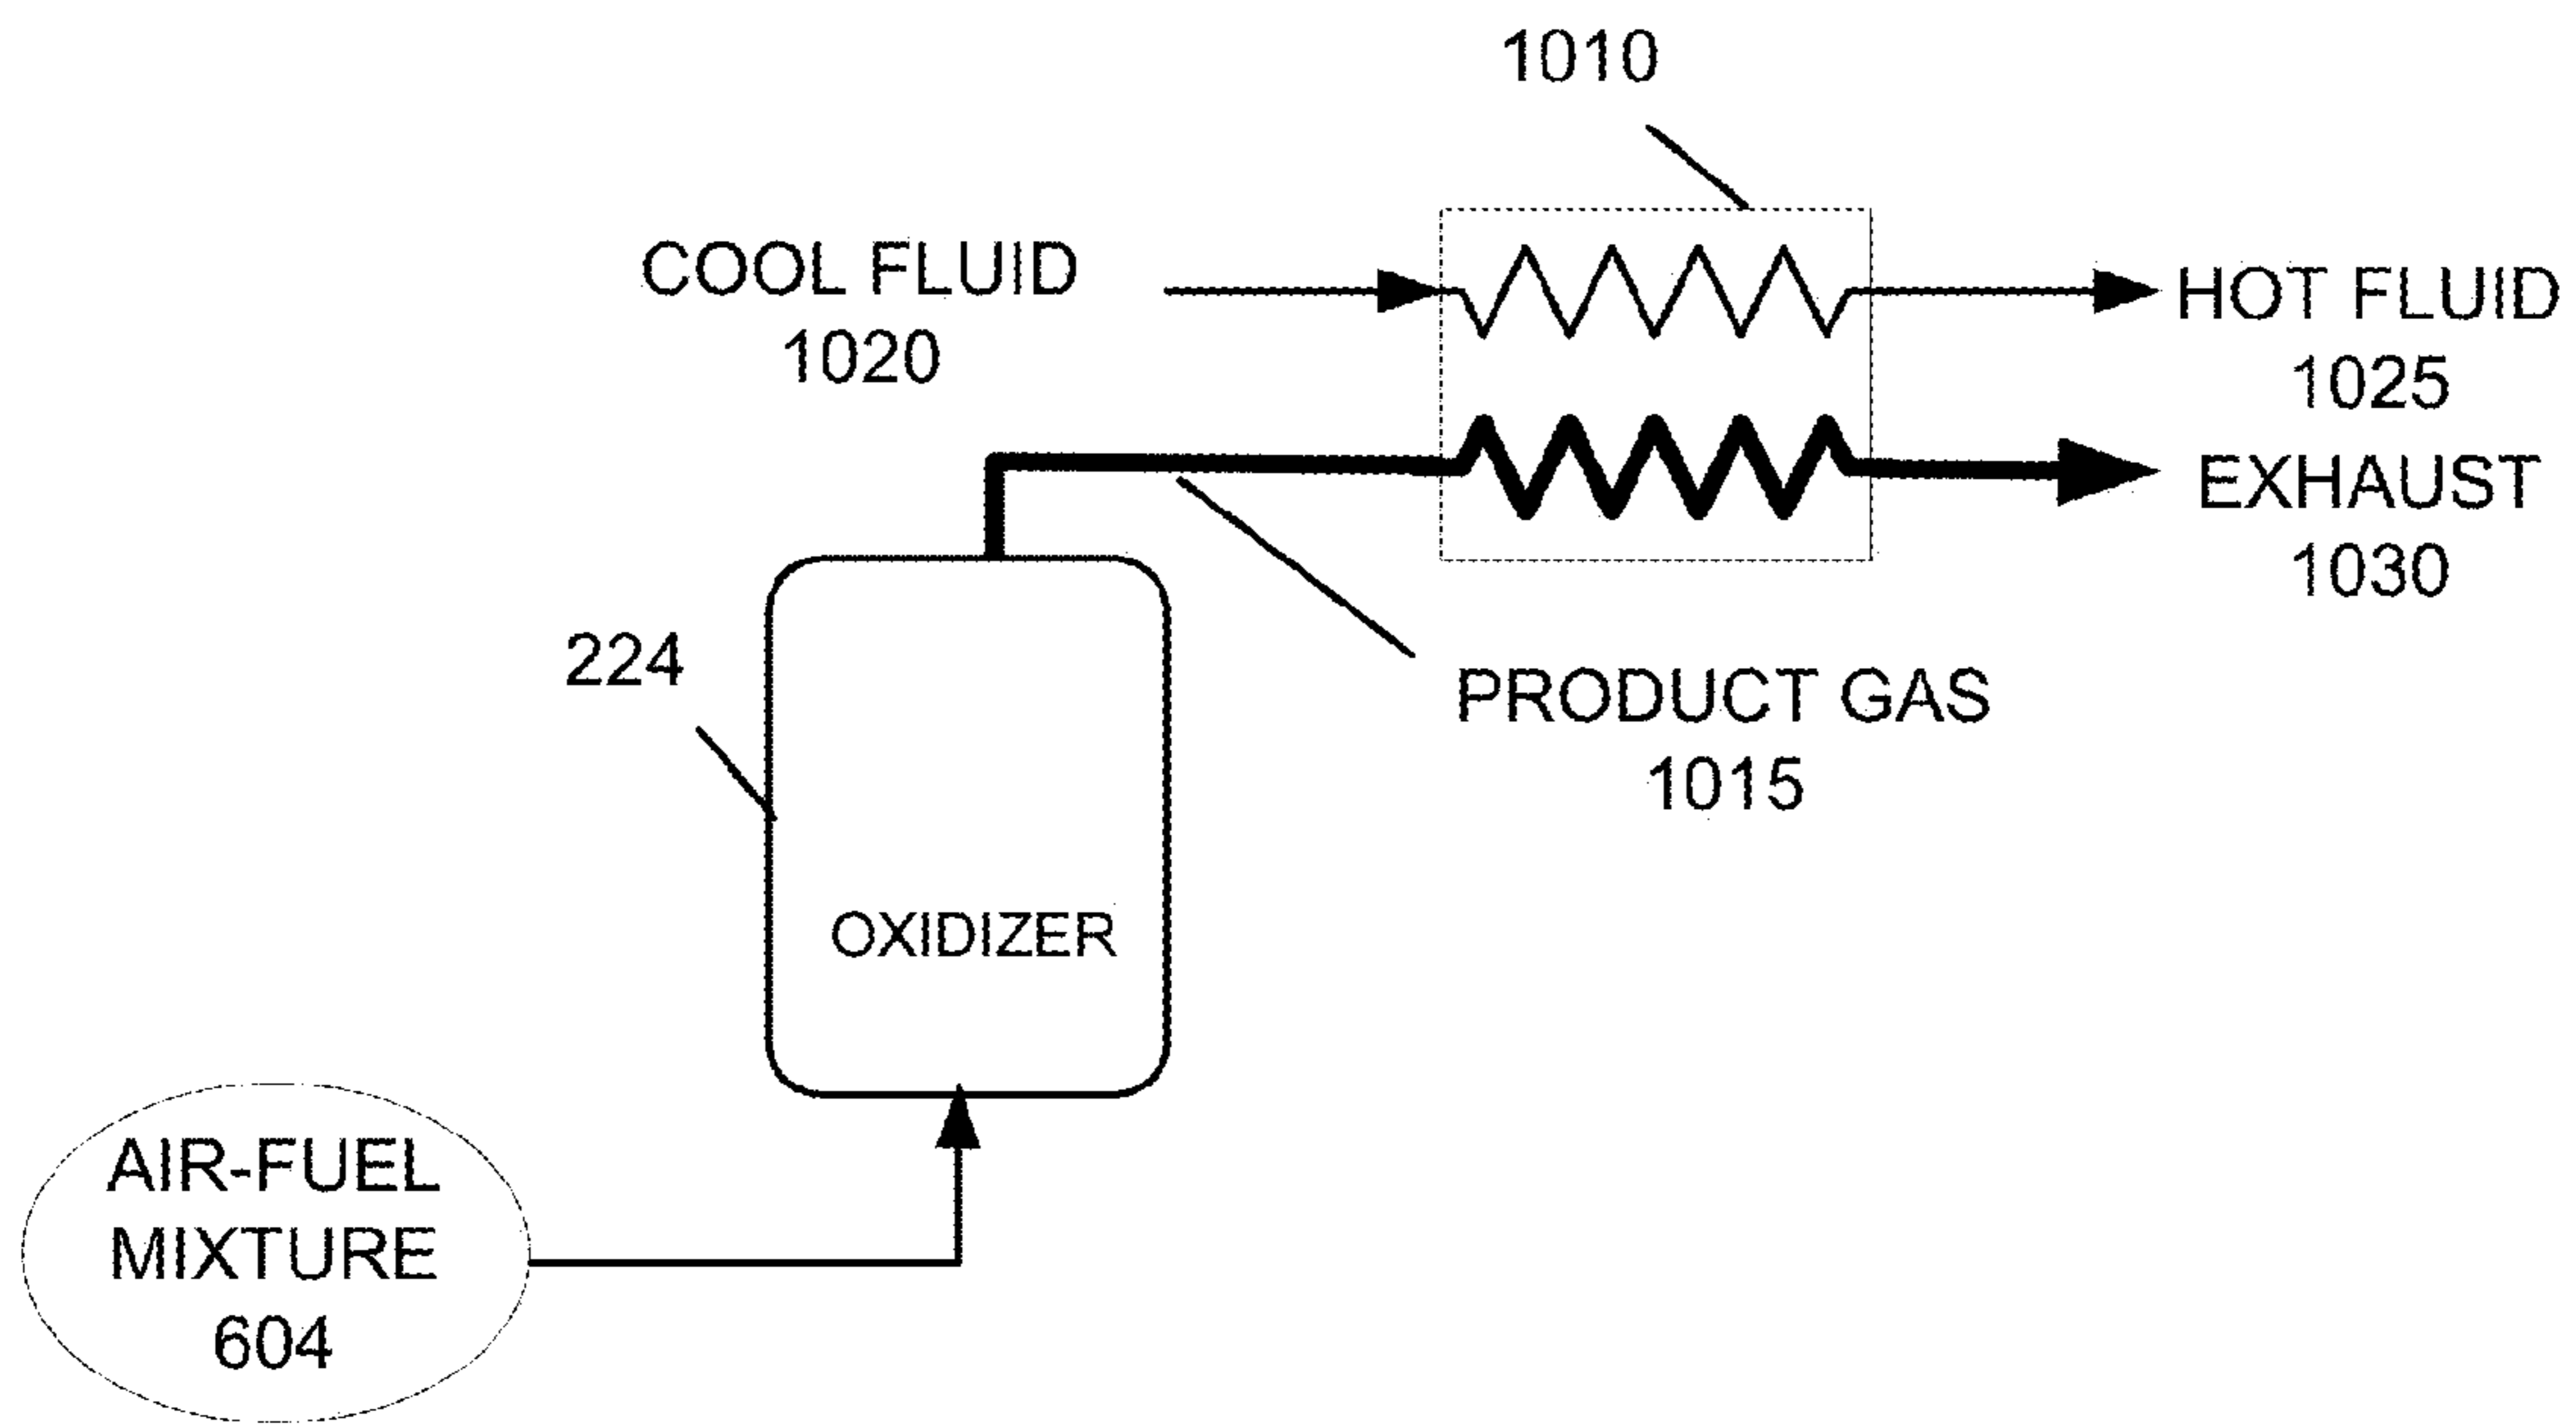 1010
COOL FLUID
1020
HOT FLUID
1025
EXHAUST
1030
224
PRODUCT GAS
1015
OXIDIZER
AIR-FUEL
MIXTURE
604